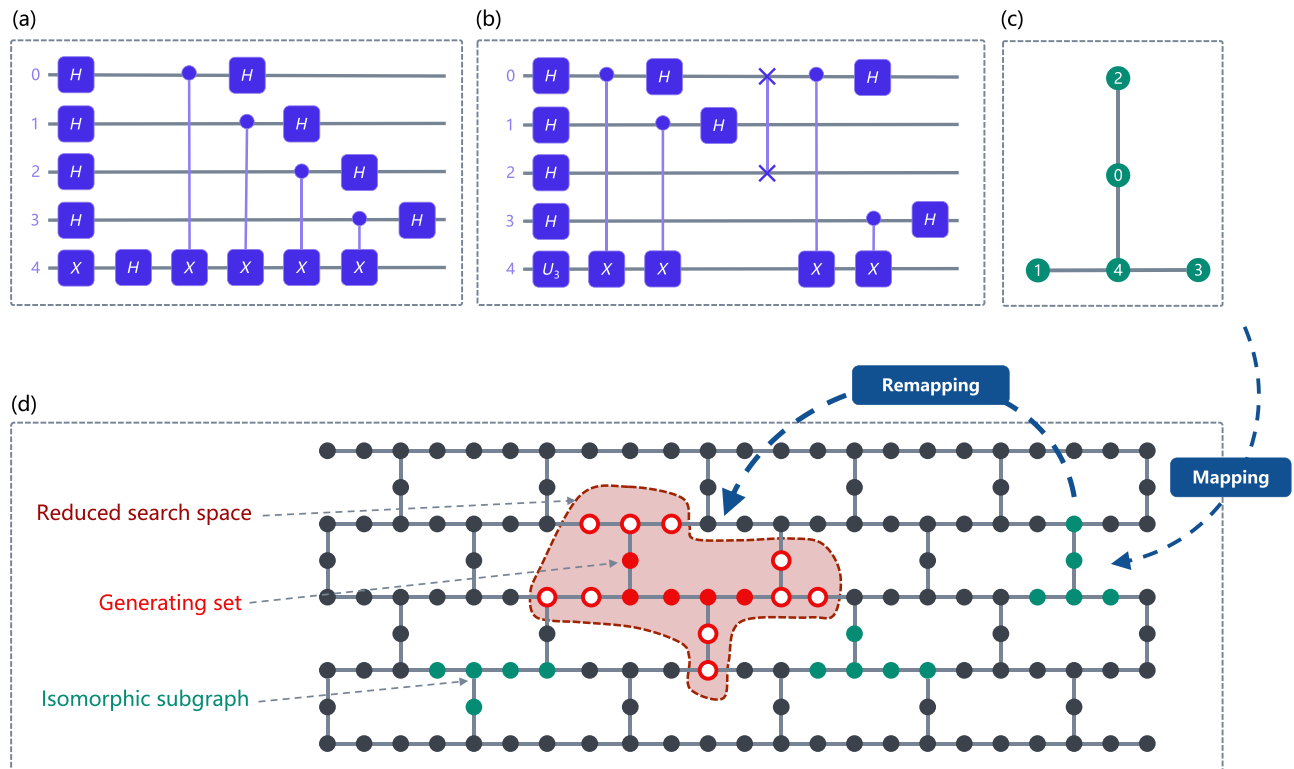 (a) (b) (c)
0 H H
1 H H
2 H H
3 H H
4 X H X X X X
0 H H H
1 H H
2 H
3 H H
4 U3 X X X X
2
0
1 4 3
Remapping
(d)
Mapping
Reduced search space
Generating set
Isomorphic subgraph